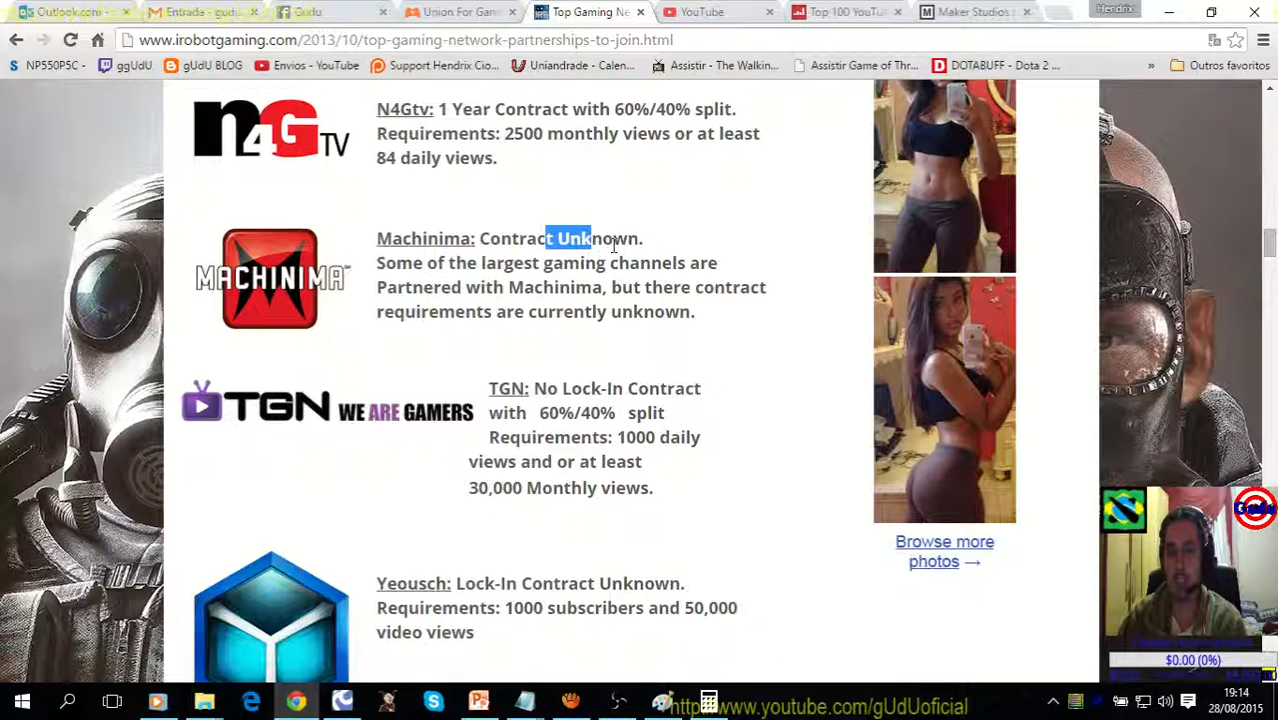 Outlook.com
Entrada - gud
Gudu
Union For Gam
Top Gaming Ne
YouTube
Top 100 YouTu
Maker Studios
Hendrix
www.irobotgaming.com/2013/10/top-gaming-network-partnerships-to-join.html
S NP550P5C -
ggUdU
gUdU BLOG
Envios - YouTube
Support Hendrix Cio...
Uniandrade - Calen...
Assistir - The Walkin...
Assistir Game of Thr...
DOTABUFF - Dota 2 ...
»
Outros favoritos
n4G TV
N4Gtv: 1 Year Contract with 60%/40% split.
Requirements: 2500 monthly views or at least
84 daily views.
MACHINIMA
Machinima: Contract Unknown.
Some of the largest gaming channels are
Partnered with Machinima, but there contract
requirements are currently unknown.
TGN WE ARE GAMERS
TGN: No Lock-In Contract
with 60%/40% split
Requirements: 1000 daily
views and or at least
30,000 Monthly views.
Browse more
photos →
Yeousch: Lock-In Contract Unknown.
Requirements: 1000 subscribers and 50,000
video views
Gudu
$0.00 (0%)
http://www.youtube.com/gUdUoficial
19:14
28/08/2015